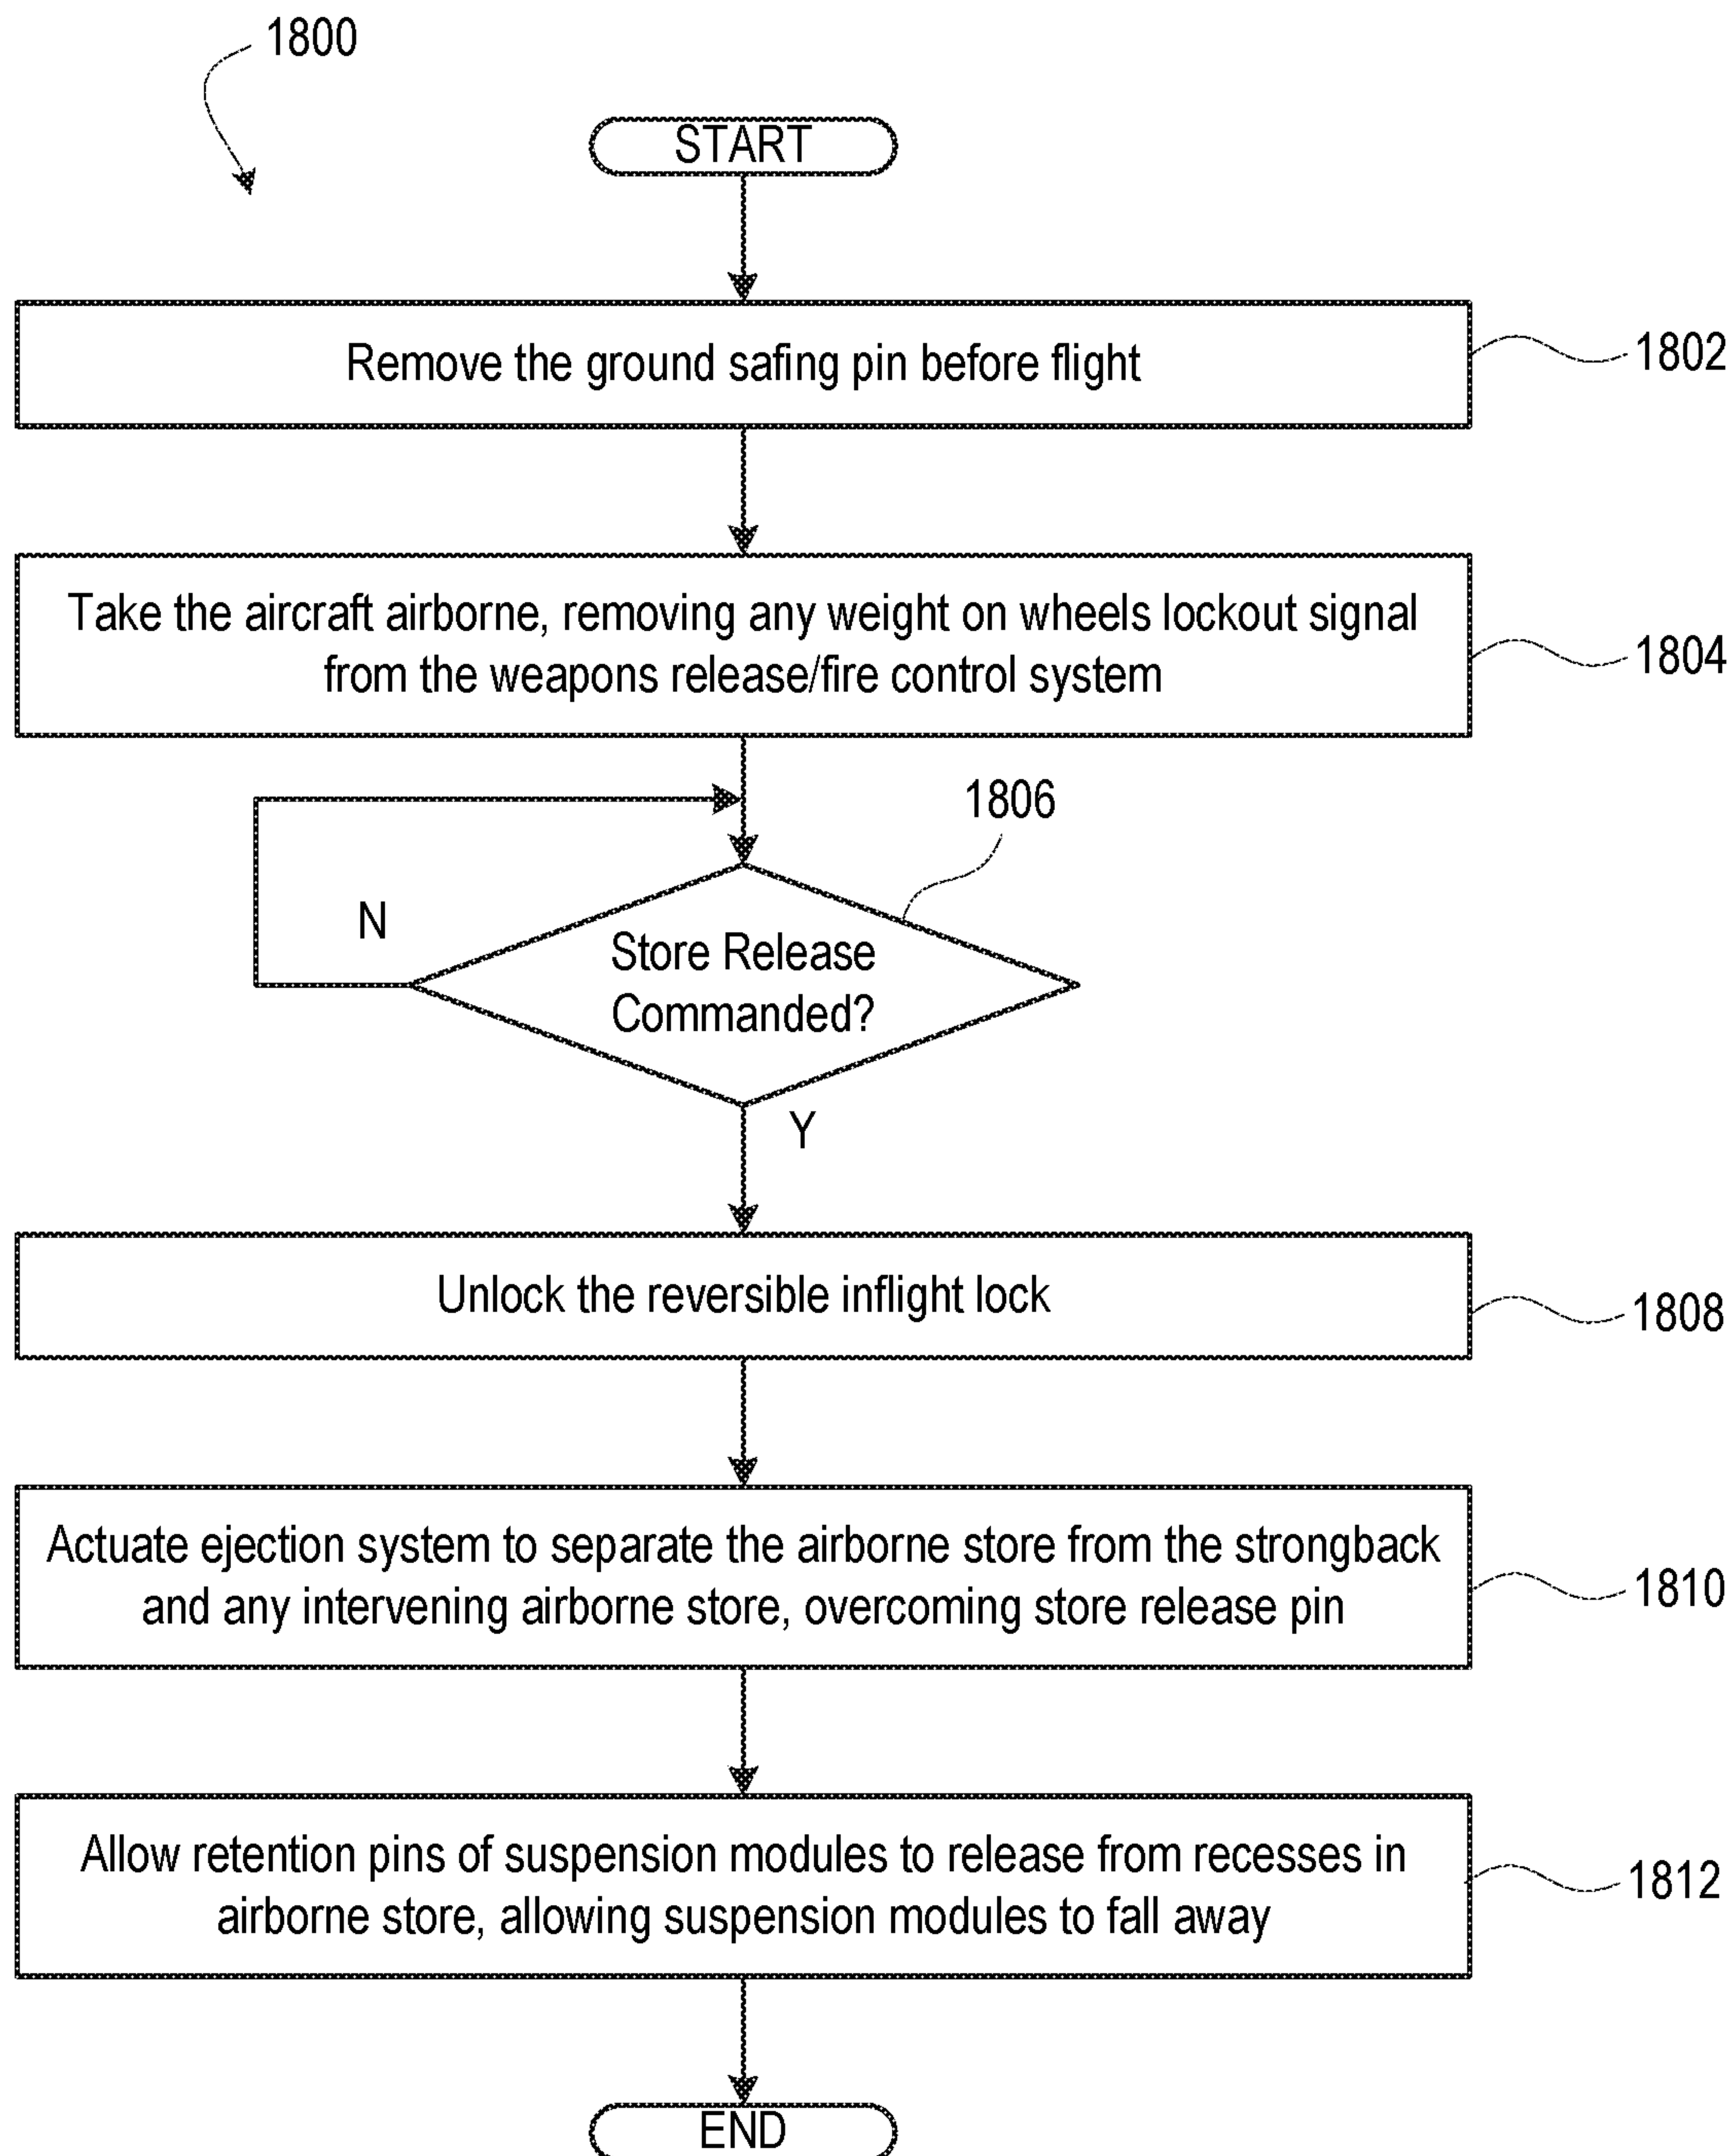 1800
START
Remove the ground safing pin before flight
1802
Take the aircraft airborne, removing any weight on wheels lockout signal
from the weapons release/fire control system
1804
1806
N
Store Release
Commanded?
Y
Unlock the reversible inflight lock
1808
Actuate ejection system to separate the airborne store from the strongback
and any intervening airborne store, overcoming store release pin
1810
Allow retention pins of suspension modules to release from recesses in
airborne store, allowing suspension modules to fall away
1812
END